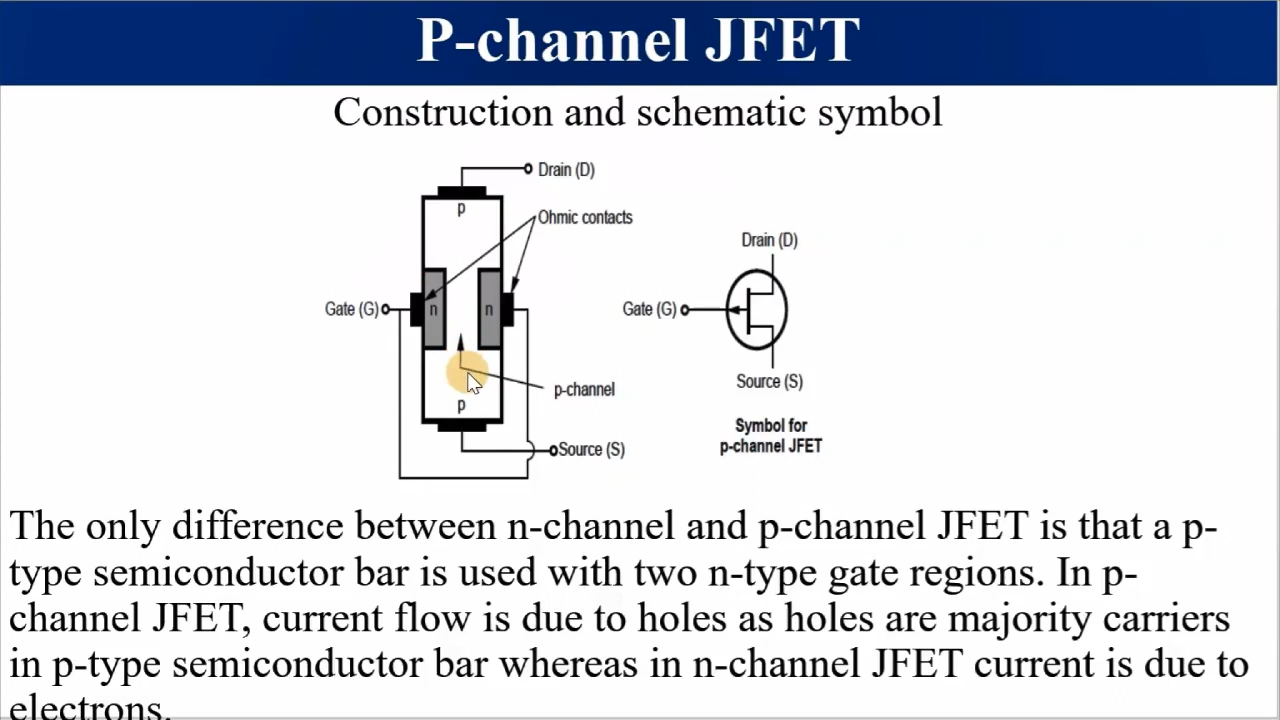 P-channel JFET
Construction and schematic symbol
Drain (D)
p
Ohmic contacts
Drain (D)
Gate (G)
n
n
Gate (G)
p-channel
Source (S)
p
Source (S)
Symbol for
p-channel JFET
The only difference between n-channel and p-channel JFET is that a p-
type semiconductor bar is used with two n-type gate regions. In p-
channel JFET, current flow is due to holes as holes are majority carriers
in p-type semiconductor bar whereas in n-channel JFET current is due to
electrons.